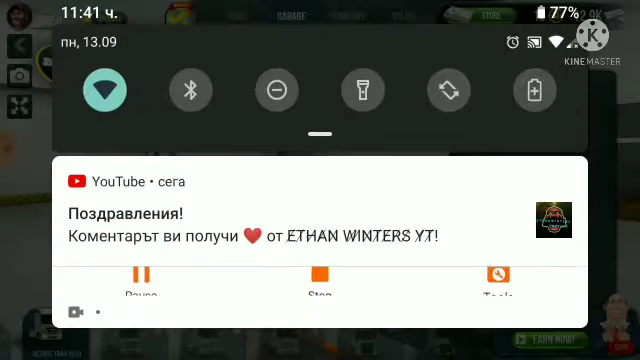 11:41 ч.
GARAGE
STORE
77%
пн, 13.09
KINEMASTER
YouTube • сега
Поздравления!
Коментарът ви получи ❤️ от ETHAN WINTERS YT!
Pause
Stop
Tools
EARN NOW!